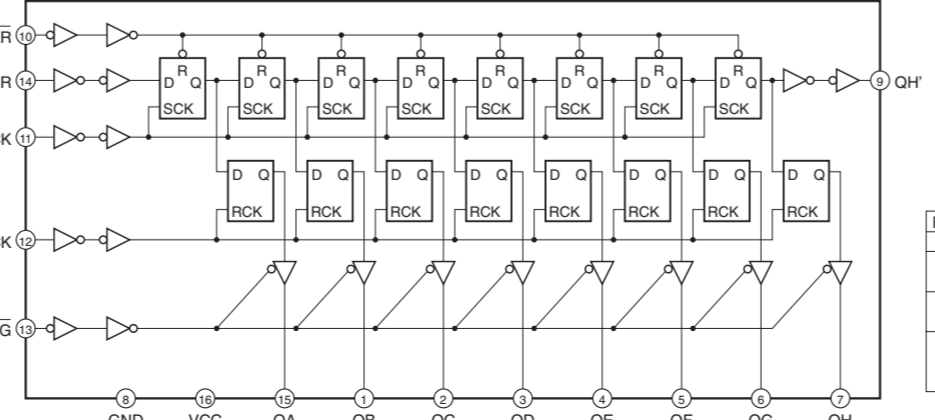 R 10
R R R R R R R R
R 14 D Q D Q D Q D Q D Q D Q D Q D Q 9 QH'
SCK SCK SCK SCK SCK SCK SCK SCK
CK 11
D Q D Q D Q D Q D Q D Q D Q D Q
RCK RCK RCK RCK RCK RCK RCK RCK
CK 12
G 13
8 16 15 1 2 3 4 5 6 7
GND VCC QA QB QC QD QE QF QG QH